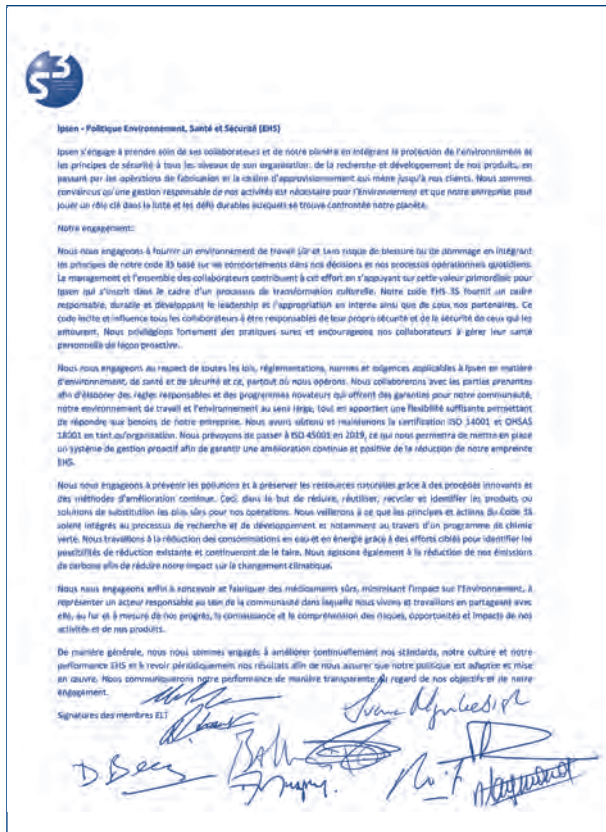 S3
Ipsen - Politique Environnement, Santé et Sécurité (EHS)
Ipsen s'engage à prendre soin de ses collaborateurs et de notre planète en intégrant la protection de l'environnement et
les principes de sécurité à tous les niveaux de son organisation: de la recherche et développement de nos produits, en
passant par les opérations de fabrication et la chaîne d'approvisionnement qui mène jusqu'à nos clients. Nous sommes
convaincus qu'une gestion responsable de nos activités est nécessaire pour l'Environnement et que notre entreprise peut
jouer un rôle clé dans la lutte et les défis durables auxquels se trouve confrontée notre planète.
Notre engagement:
Nous nous engageons à fournir un environnement de travail sûr et sans risque de blessure ou de dommage en intégrant
les principes de notre code 3S basé sur les comportements dans nos décisions et nos processus opérationnels quotidiens.
Le management et l'ensemble des collaborateurs contribuent à cet effort en s'appuyant sur cette valeur primordiale pour
Ipsen qui s'inscrit dans le cadre d'un processus de transformation culturelle. Notre code EHS 3S fournit un cadre
responsable, durable et développant le leadership et l'appropriation en interne ainsi que de ceux nos partenaires. Ce
code incite et influence tous les collaborateurs à être responsables de leur propre sécurité et de la sécurité de ceux qui les
entourent. Nous privilégions fortement des pratiques sures et encourageons nos collaborateurs à gérer leur santé
personnelle de façon proactive.
Nous nous engageons au respect de toutes les lois, réglementations, normes et exigences applicables à Ipsen en matière
d'environnement, de santé et de sécurité et ce, partout où nous opérons. Nous collaborerons avec les parties prenantes
afin d'élaborer des règles responsables et des programmes novateurs qui offrent des garanties pour notre communauté,
notre environnement de travail et l'environnement au sens large, tout en apportant une flexibilité suffisante permettant
de répondre aux besoins de notre entreprise. Nous avons obtenu et maintenons la certification ISO 14001 et OHSAS
18001 en tant qu'organisation. Nous prévoyons de passer à ISO 45001 en 2019, ce qui nous permettra de mettre en place
un système de gestion proactif afin de garantir une amélioration continue et positive de la réduction de notre empreinte
EHS.
Nous nous engageons à prévenir les pollutions et à préserver les ressources naturelles grâce à des procédés innovants et
des méthodes d'amélioration continue. Ceci, dans le but de réduire, réutiliser, recycler et identifier les produits ou
solutions de substitution les plus sûrs pour nos opérations. Nous veillerons à ce que les principes et actions du Code 3S
soient intégrés au processus de recherche et de développement et notamment au travers d'un programme de chimie
verte. Nous travaillons à la réduction des consommations en eau et en énergie grâce à des efforts ciblés pour identifier les
possibilités de réduction existante et continueront de le faire. Nous agissons également à la réduction de nos émissions
de carbone afin de réduire notre impact sur le changement climatique.
Nous nous engageons enfin à concevoir et fabriquer des médicaments sûrs, minimisant l'impact sur l'Environnement, à
représenter un acteur responsable au sein de la communauté dans laquelle nous vivons et travaillons en partageant avec
elle, au fur et à mesure de nos progrès, la connaissance et la compréhension des risques, opportunités et impacts de nos
activités et de nos produits.
De manière générale, nous nous sommes engagés à améliorer continuellement nos standards, notre culture et notre
performance EHS et à revoir périodiquement nos résultats afin de nous assurer que notre politique est adaptée et mise
en œuvre. Nous communiquerons notre performance de manière transparente au regard de nos objectifs et de notre
engagement.
Signatures des membres ELT
D Beer